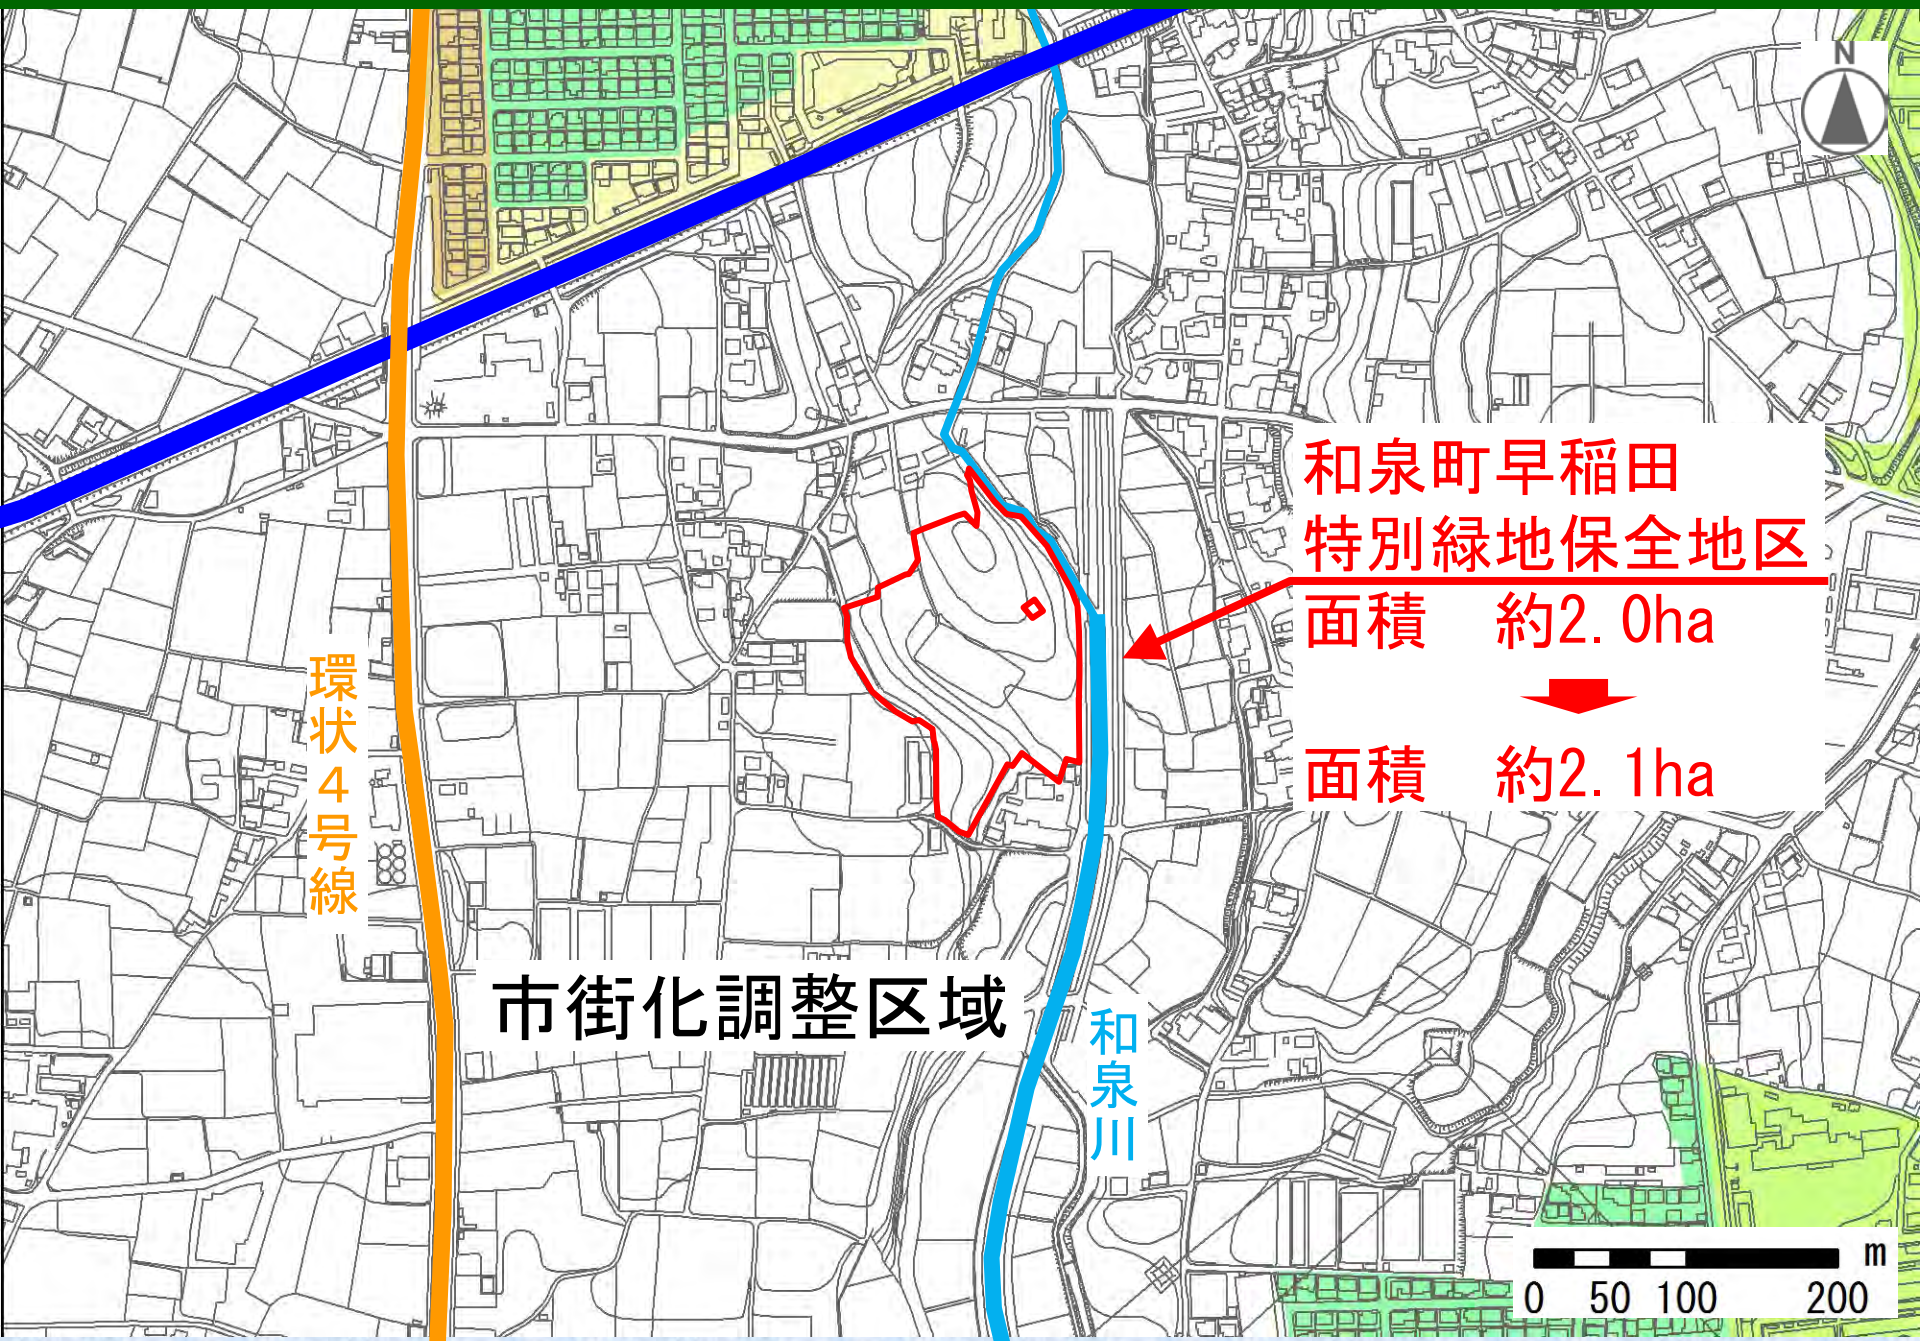 N
和泉町早稲田
特別緑地保全地区
面積　約2.0ha
面積　約2.1ha
環状4号線
市街化調整区域
和泉川
m
0 50 100 200